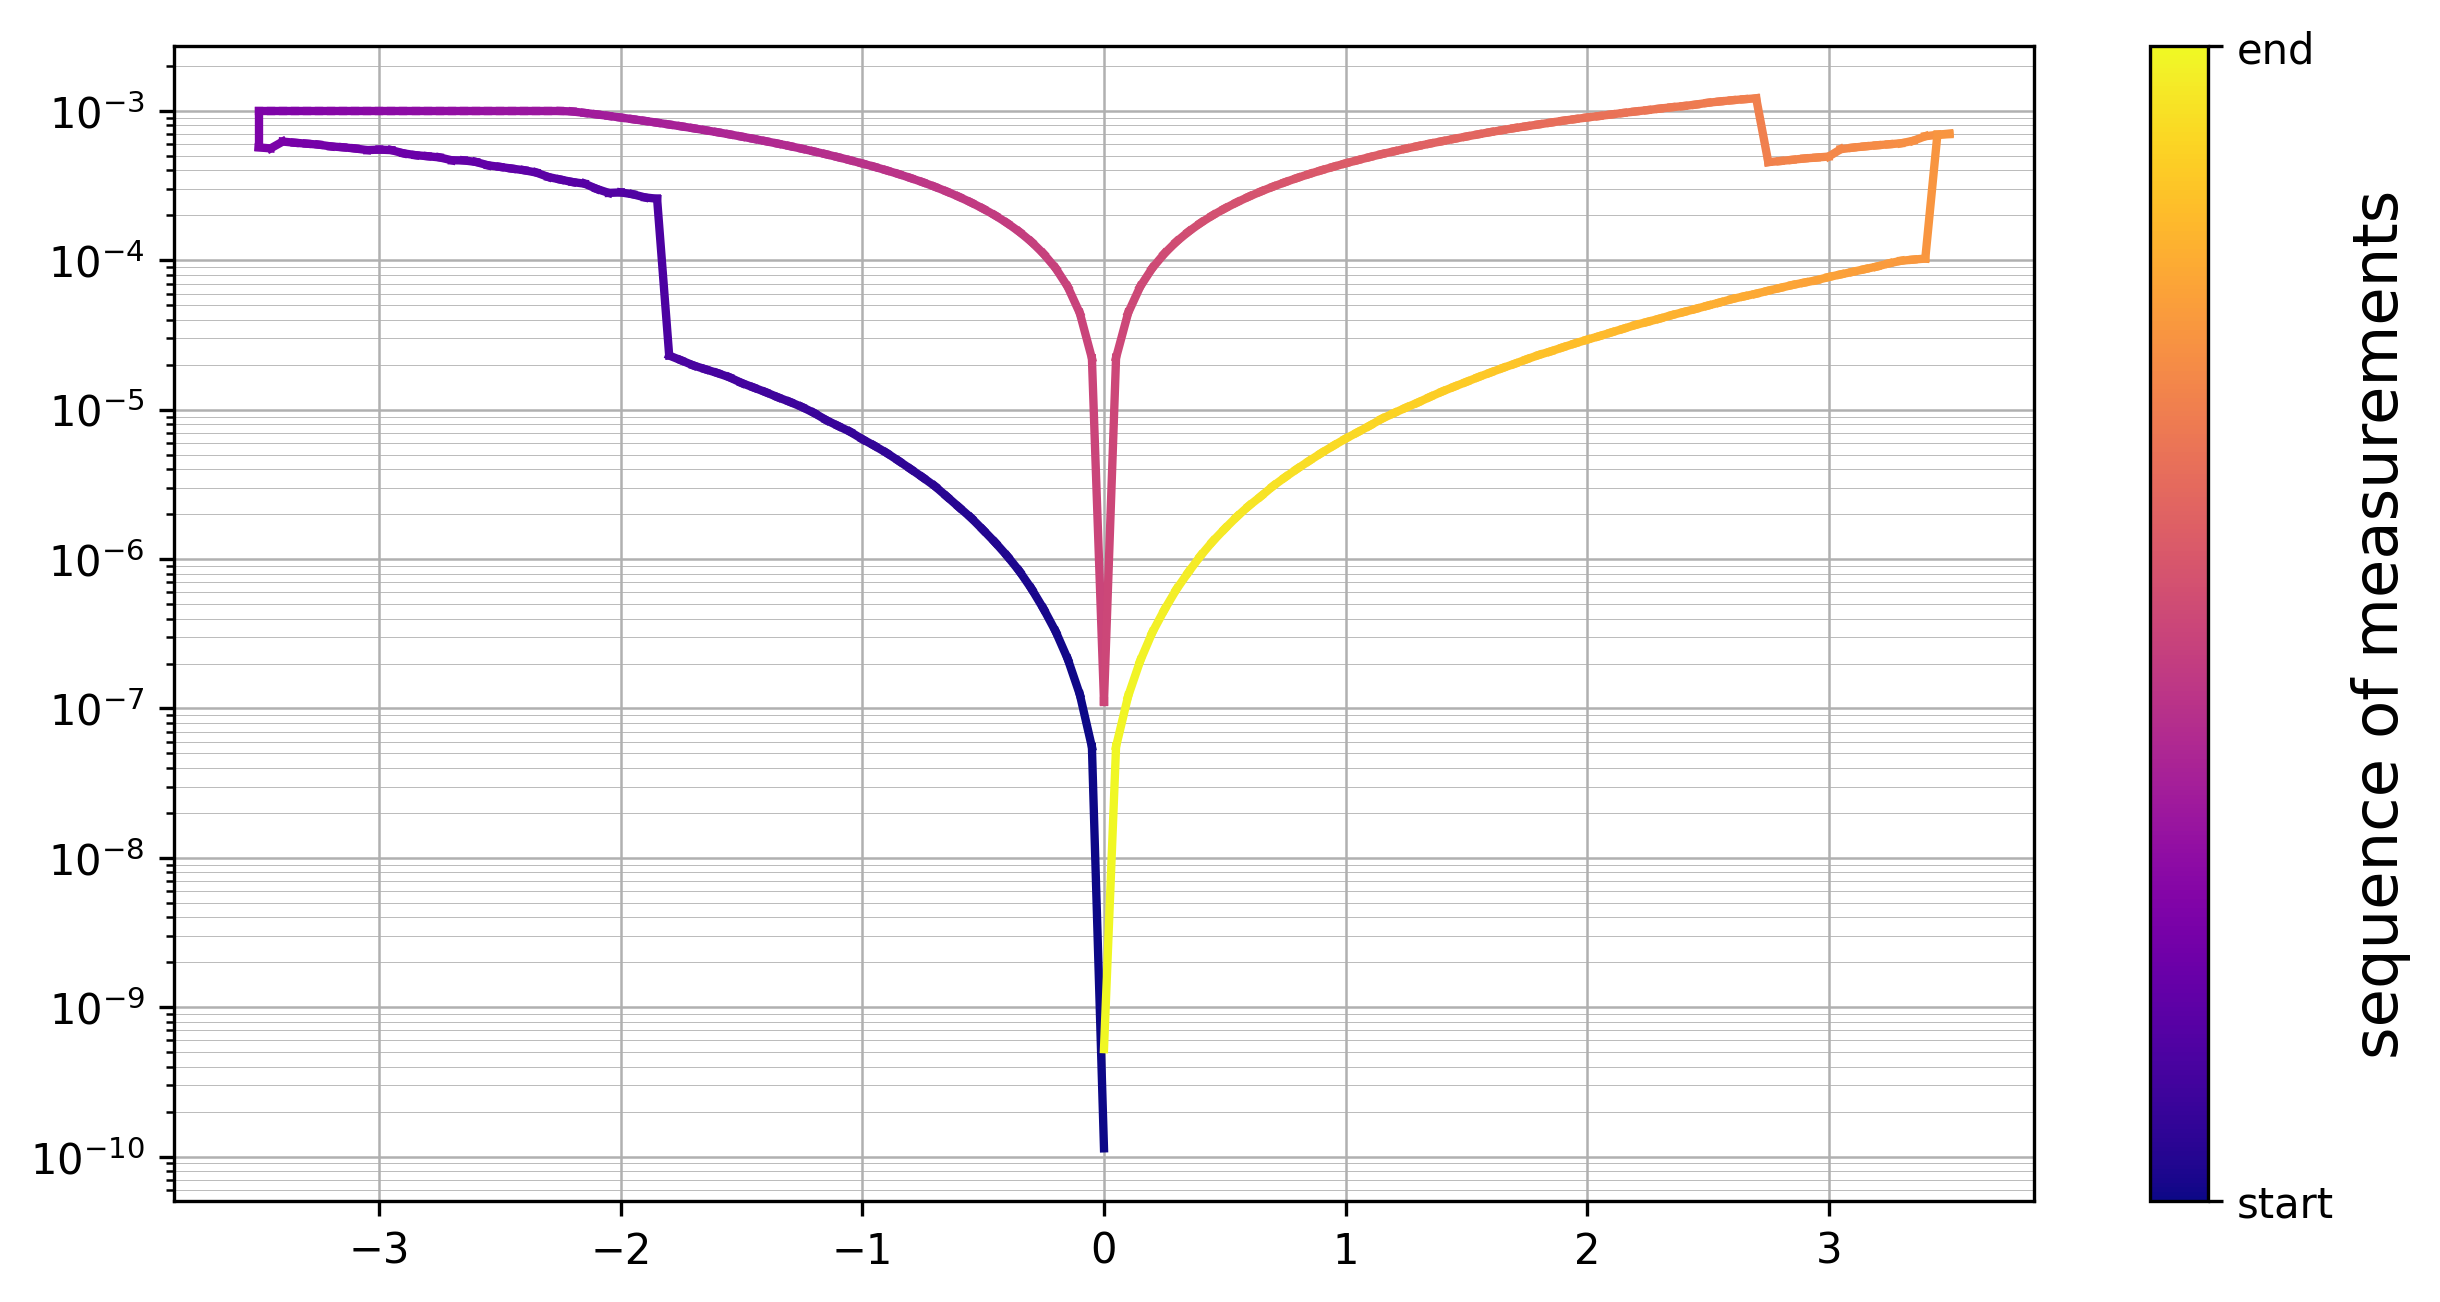 10⁻³
10⁻⁴
10⁻⁵
10⁻⁶
10⁻⁷
10⁻⁸
10⁻⁹
10⁻¹⁰
−3 −2 −1 0 1 2 3
end
start
sequence of measurements